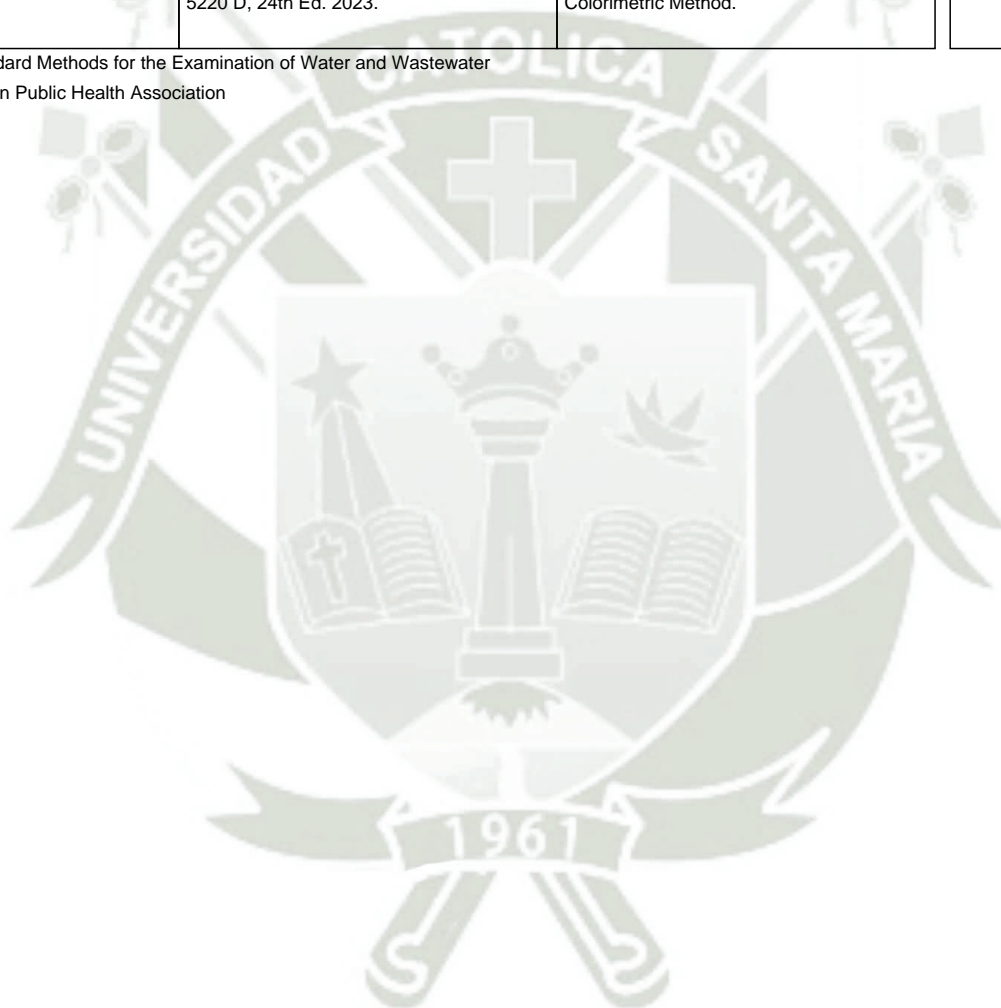 5220 D, 24th Ed. 2023.
Colorimetric Method.
dard Methods for the Examination of Water and Wastewater
n Public Health Association
UNIVERSIDAD CATOLICA SANTA MARIA
1961